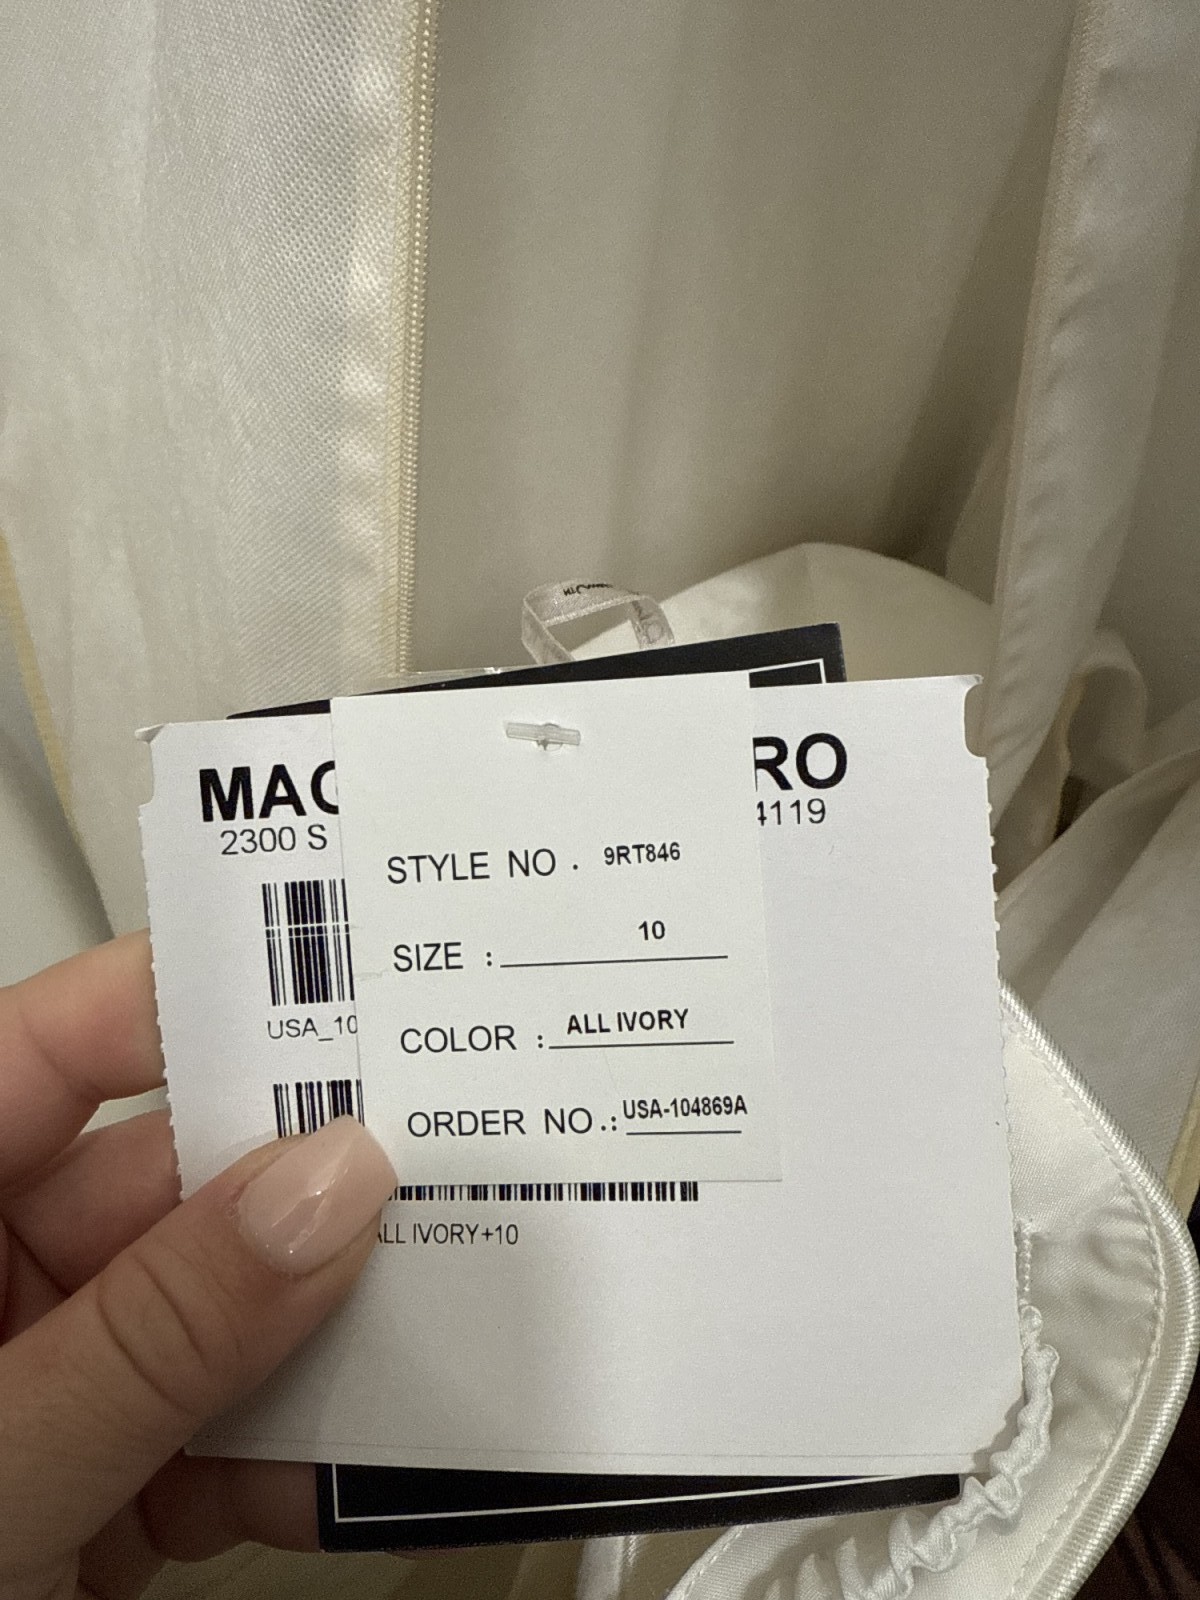 MAC
RO
2300 S
4119
STYLE NO . 9RT846
SIZE : 10
USA_10
COLOR : ALL IVORY
ORDER NO.: USA-104869A
ALL IVORY+10